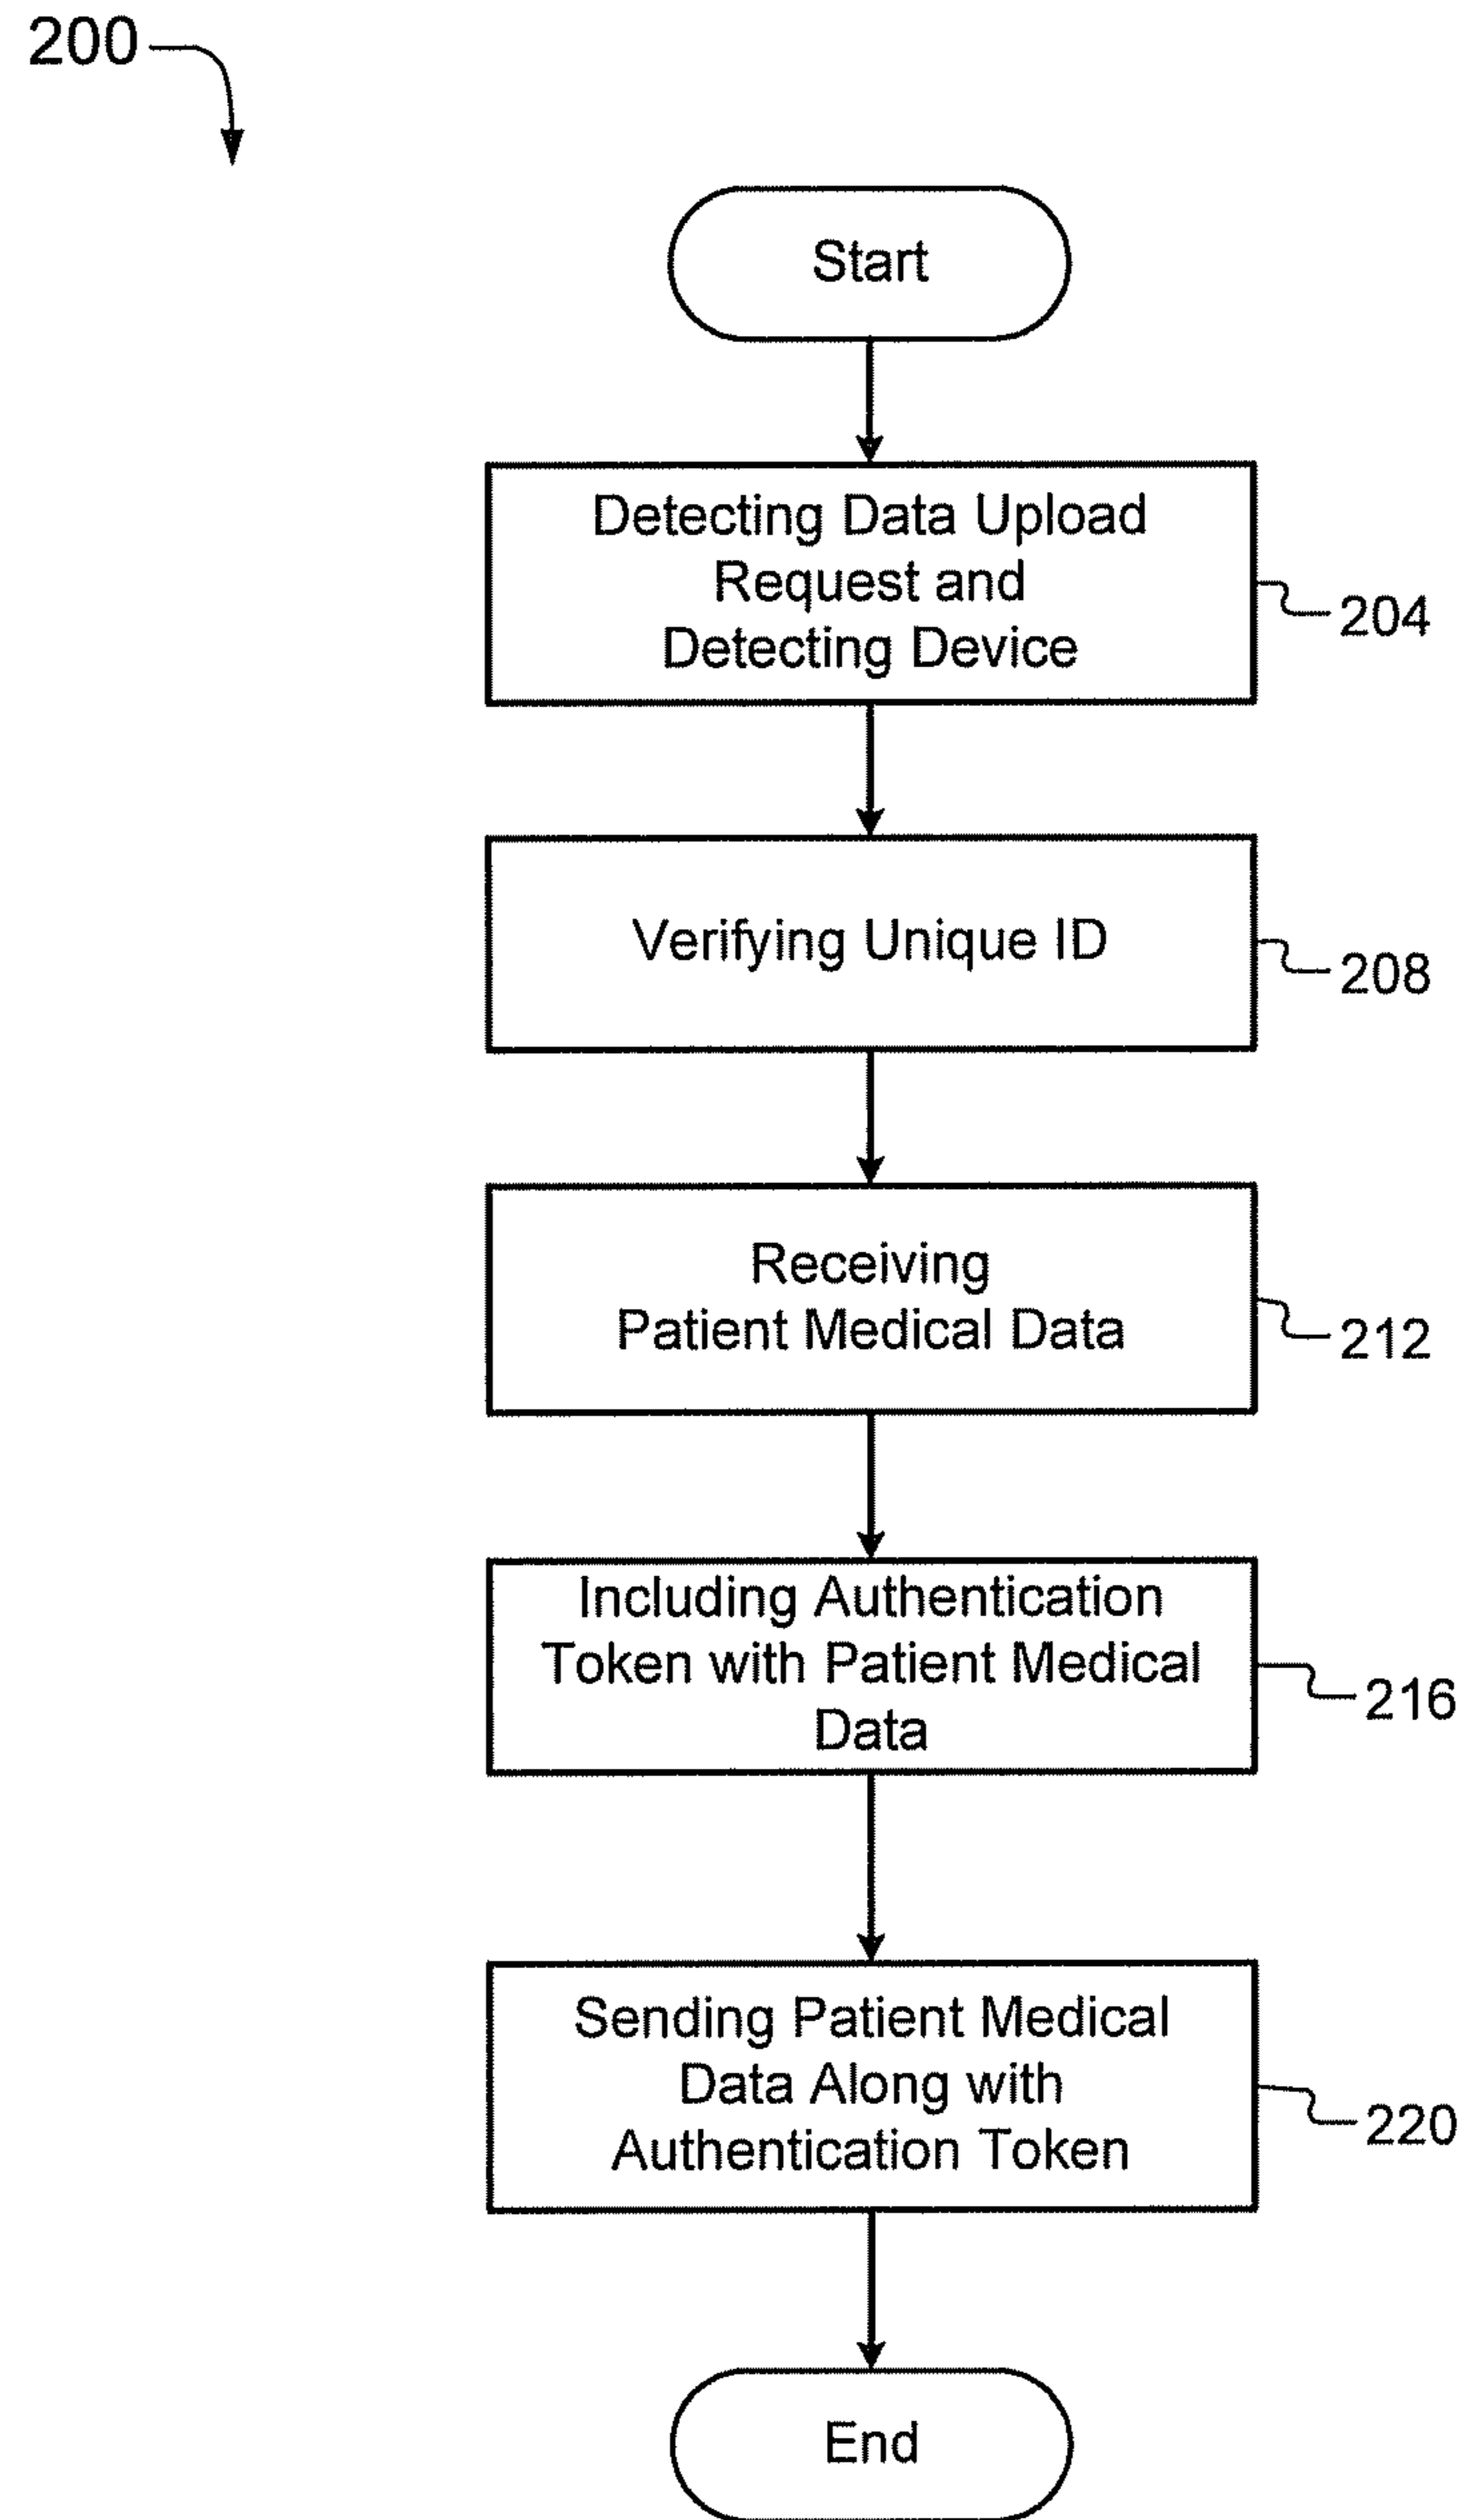 200
Start
Detecting Data Upload
Request and
Detecting Device
204
Verifying Unique ID
208
Receiving
Patient Medical Data
212
Including Authentication
Token with Patient Medical
Data
216
Sending Patient Medical
Data Along with
Authentication Token
220
End